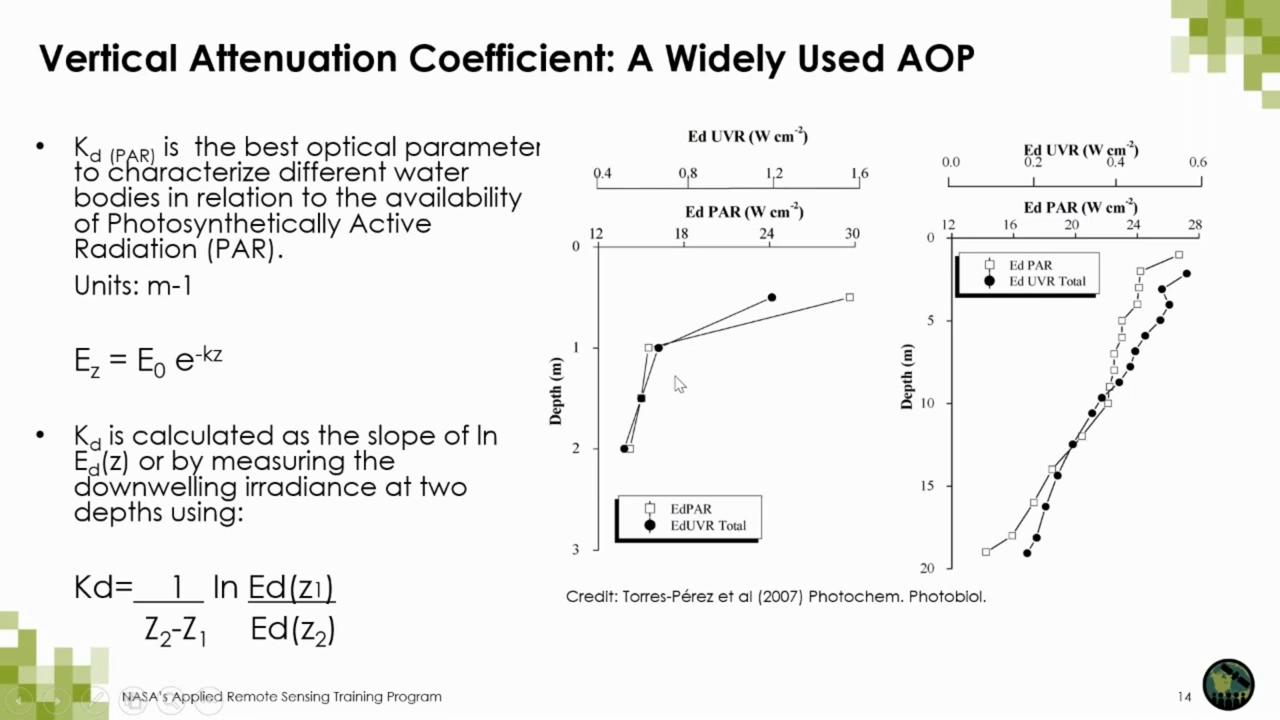 Vertical Attenuation Coefficient: A Widely Used AOP
• Kd (PAR) is the best optical parameter
to characterize different water
bodies in relation to the availability
of Photosynthetically Active
Radiation (PAR).
Units: m-1
Ez = E0 e-kz
• Kd is calculated as the slope of ln
Ed(z) or by measuring the
downwelling irradiance at two
depths using:
Kd= 1 ln Ed(z1)
Z2-Z1 Ed(z2)
Ed UVR (W cm-2)
0.4 0.8 1.2 1.6
Ed PAR (W cm-2)
12 18 24 30
0
1
2
3
Depth (m)
EdPAR
EdUVR Total
Ed UVR (W cm-2)
0.0 0.2 0.4 0.6
Ed PAR (W cm-2)
12 16 20 24 28
0
5
10
15
20
Depth (m)
Ed PAR
Ed UVR Total
Credit: Torres-Pérez et al (2007) Photochem. Photobiol.
NASA's Applied Remote Sensing Training Program
14